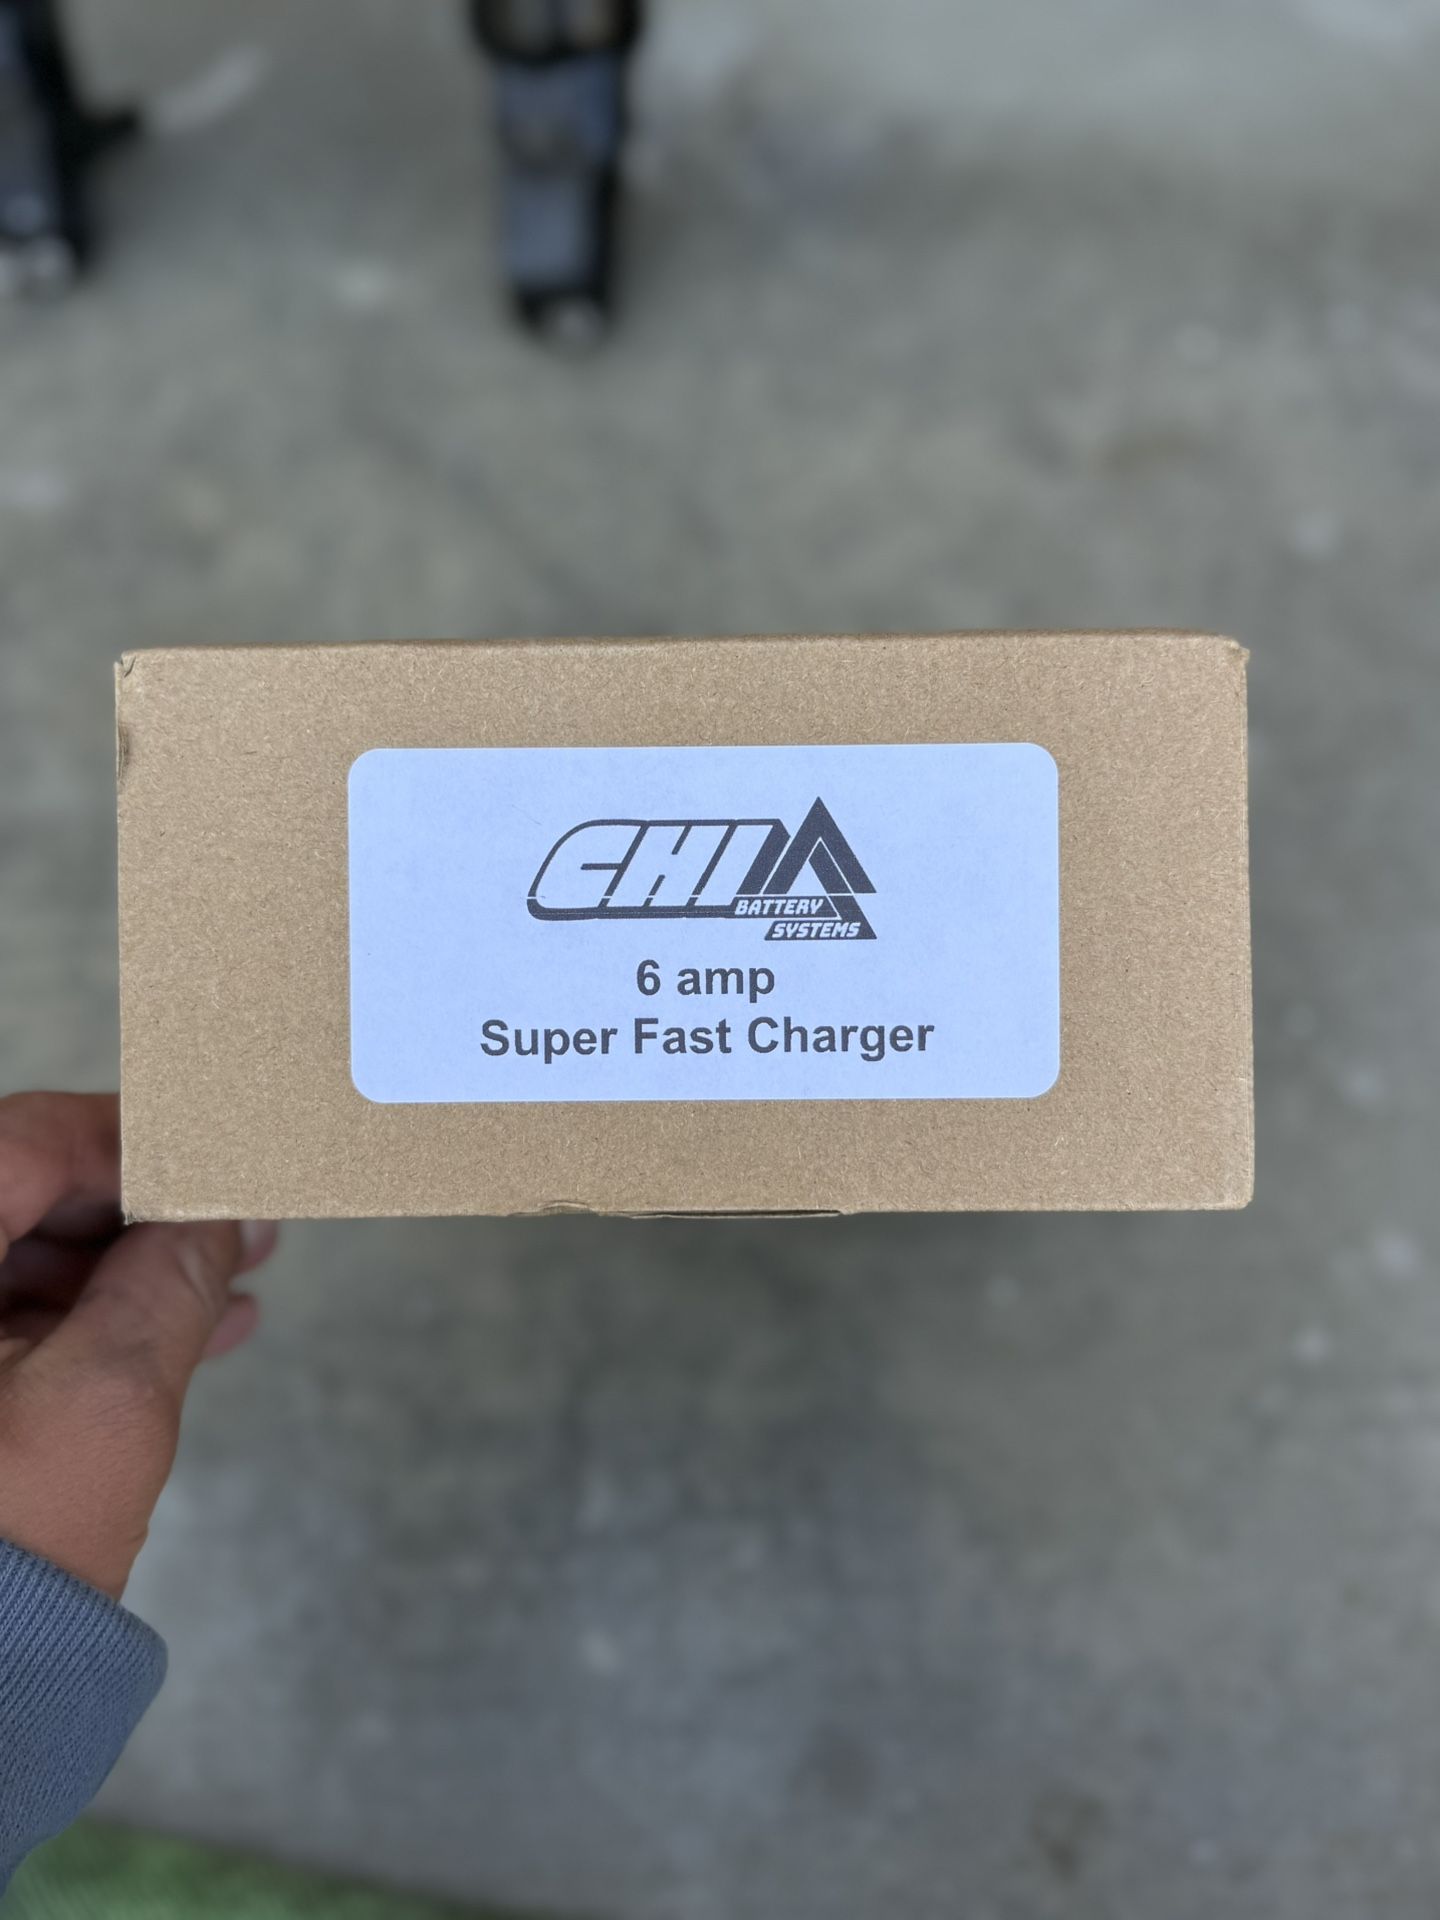 CHI
BATTERY
SYSTEMS
6 amp
Super Fast Charger